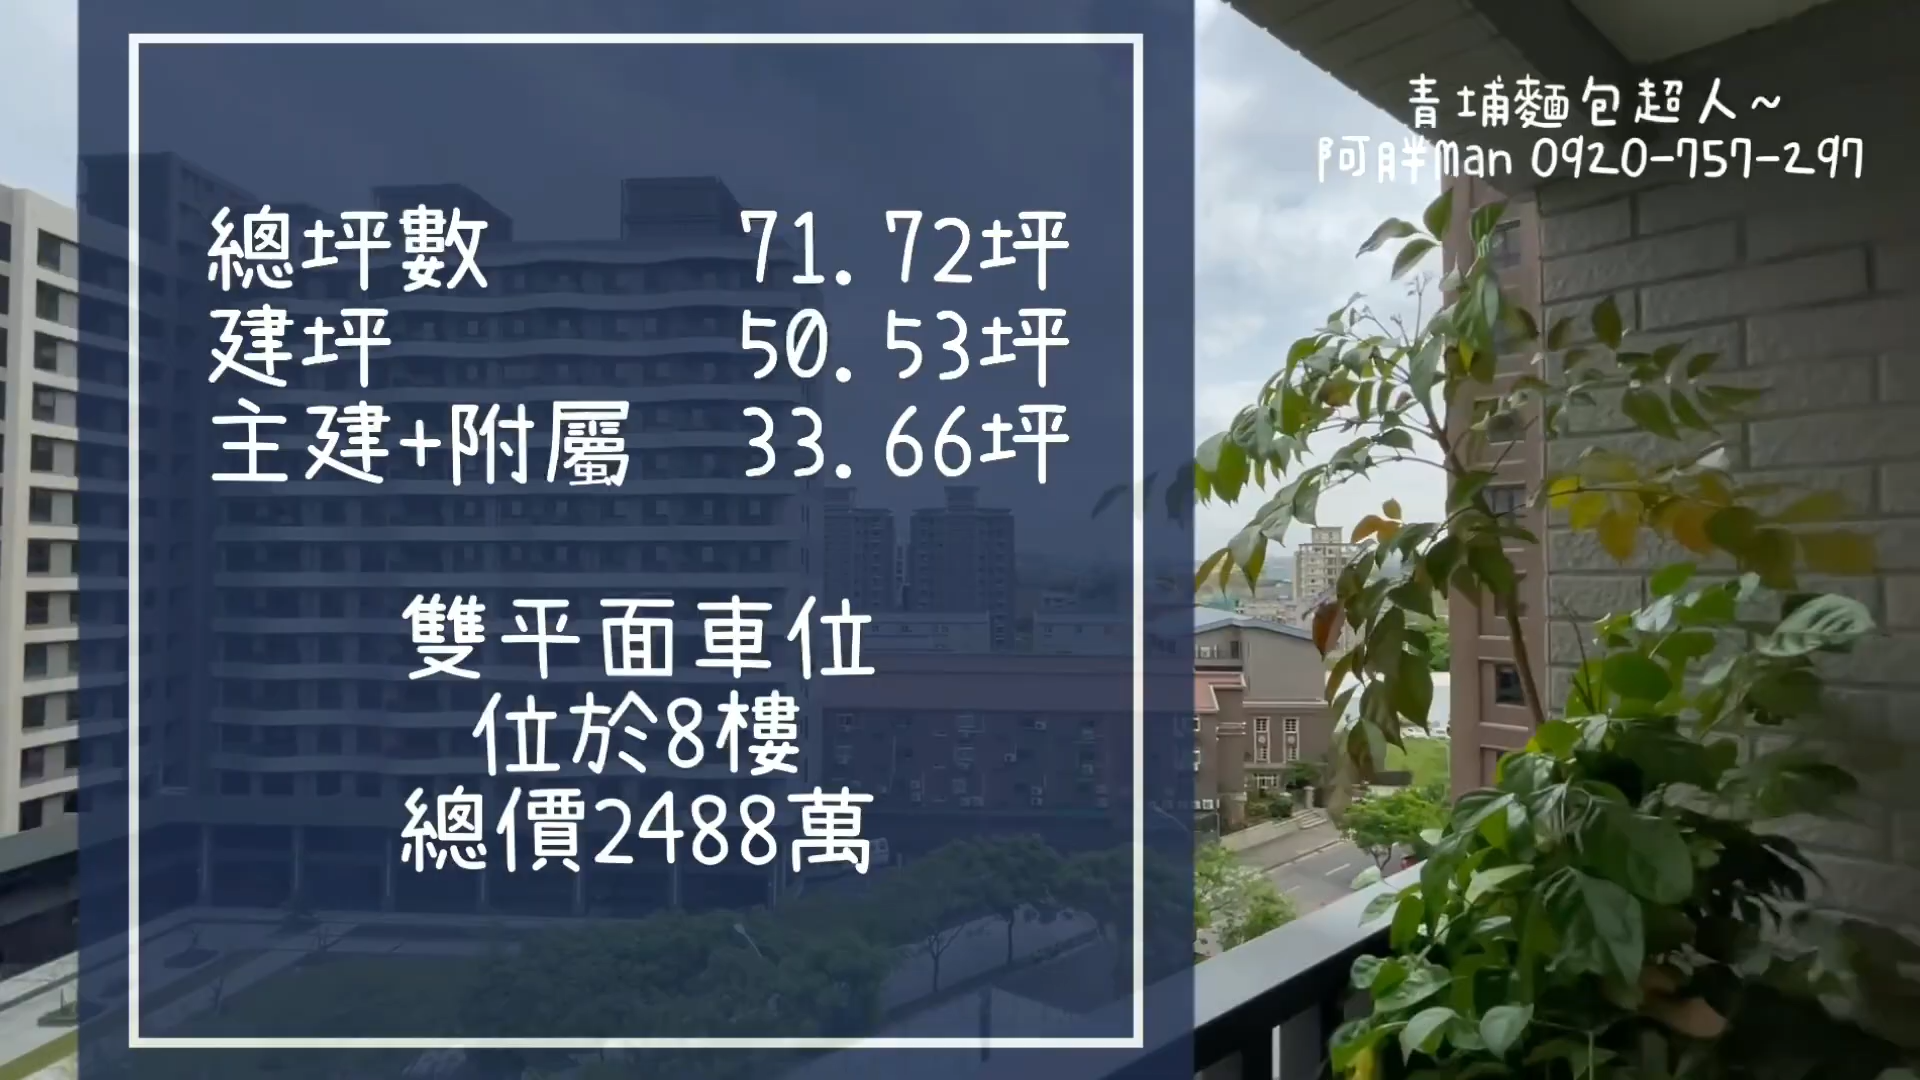 青埔麵包超人~
阿胖Man 0920-757-297
總坪數 71.72坪
建坪 50.53坪
主建+附屬 33.66坪
雙平面車位
位於8樓
總價2488萬